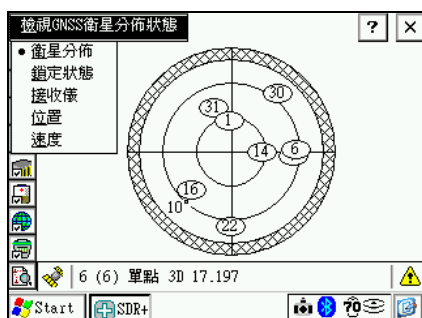 檢視GNSS衛星分佈狀態
?
×
• 衛星分佈
鎖定狀態
接收儀
位置
速度
30
31
1
14
6
16
10°
22
6 (6) 單點 3D 17.197
Start
SDR+
70